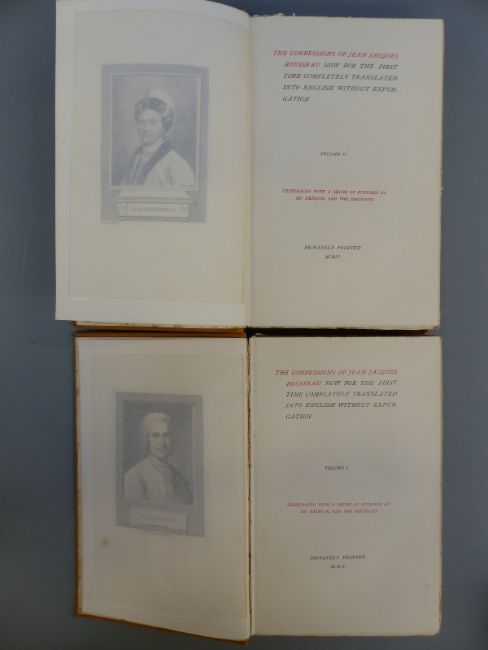 THE CONFESSIONS OF JEAN JACQUES
ROUSSEAU NOW FOR THE FIRST
TIME COMPLETELY TRANSLATED
INTO ENGLISH WITHOUT EXPUR-
GATION
VOLUME II
ILLUSTRATED WITH A SERIES OF ETCHINGS BY
ED. HEDOUIN, AND TWO PORTRAITS
PRIVATELY PRINTED
MCMIV
THE CONFESSIONS OF JEAN JACQUES
ROUSSEAU NOW FOR THE FIRST
TIME COMPLETELY TRANSLATED
INTO ENGLISH WITHOUT EXPUR-
GATION
VOLUME I
ILLUSTRATED WITH A SERIES OF ETCHINGS BY
ED. HEDOUIN, AND TWO PORTRAITS
PRIVATELY PRINTED